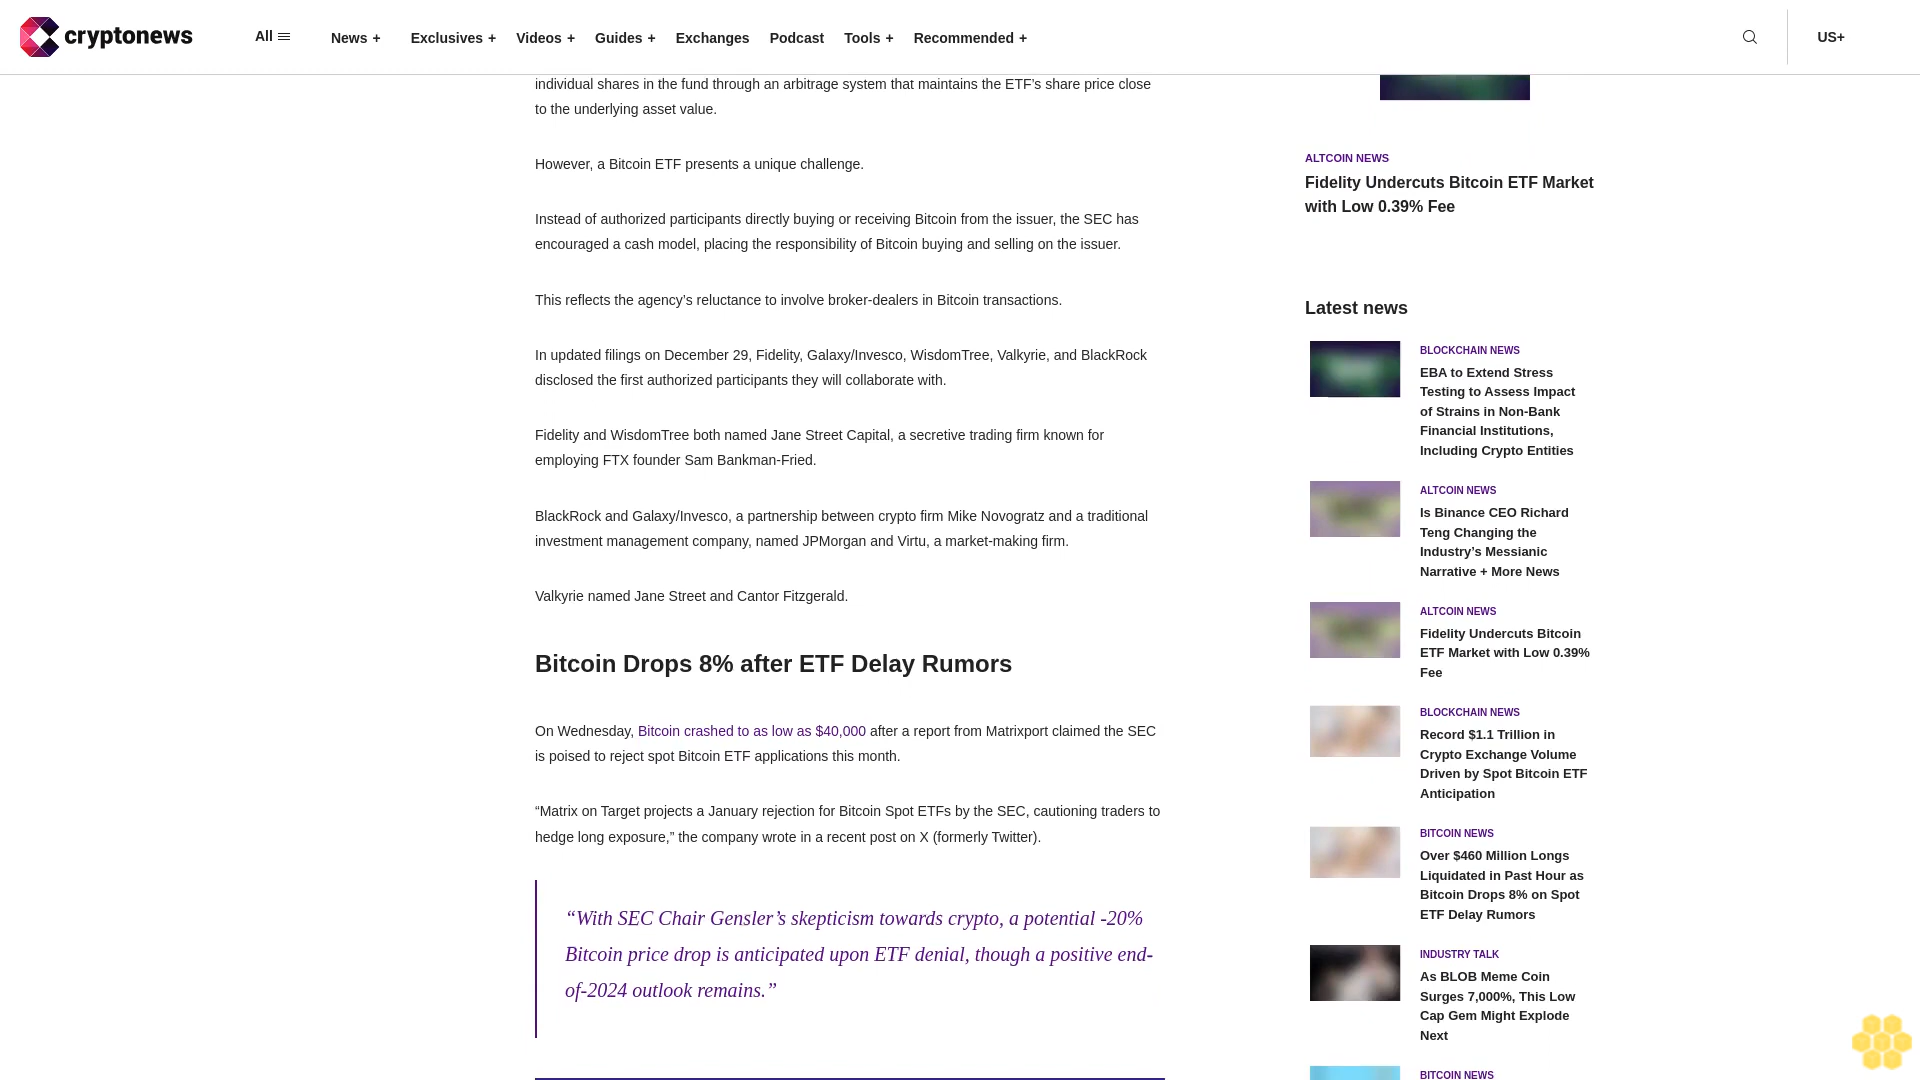 cryptonews
All
News +
Exclusives +
Videos +
Guides +
Exchanges
Podcast
Tools +
Recommended +
US+
individual shares in the fund through an arbitrage system that maintains the ETF’s share price close
to the underlying asset value.
However, a Bitcoin ETF presents a unique challenge.
Instead of authorized participants directly buying or receiving Bitcoin from the issuer, the SEC has
encouraged a cash model, placing the responsibility of Bitcoin buying and selling on the issuer.
This reflects the agency’s reluctance to involve broker-dealers in Bitcoin transactions.
In updated filings on December 29, Fidelity, Galaxy/Invesco, WisdomTree, Valkyrie, and BlackRock
disclosed the first authorized participants they will collaborate with.
Fidelity and WisdomTree both named Jane Street Capital, a secretive trading firm known for
employing FTX founder Sam Bankman-Fried.
BlackRock and Galaxy/Invesco, a partnership between crypto firm Mike Novogratz and a traditional
investment management company, named JPMorgan and Virtu, a market-making firm.
Valkyrie named Jane Street and Cantor Fitzgerald.
Bitcoin Drops 8% after ETF Delay Rumors
On Wednesday, Bitcoin crashed to as low as $40,000 after a report from Matrixport claimed the SEC
is poised to reject spot Bitcoin ETF applications this month.
“Matrix on Target projects a January rejection for Bitcoin Spot ETFs by the SEC, cautioning traders to
hedge long exposure,” the company wrote in a recent post on X (formerly Twitter).
“With SEC Chair Gensler’s skepticism towards crypto, a potential -20%
Bitcoin price drop is anticipated upon ETF denial, though a positive end-
of-2024 outlook remains.”
ALTCOIN NEWS
Fidelity Undercuts Bitcoin ETF Market
with Low 0.39% Fee
Latest news
BLOCKCHAIN NEWS
EBA to Extend Stress
Testing to Assess Impact
of Strains in Non-Bank
Financial Institutions,
Including Crypto Entities
ALTCOIN NEWS
Is Binance CEO Richard
Teng Changing the
Industry’s Messianic
Narrative + More News
ALTCOIN NEWS
Fidelity Undercuts Bitcoin
ETF Market with Low 0.39%
Fee
BLOCKCHAIN NEWS
Record $1.1 Trillion in
Crypto Exchange Volume
Driven by Spot Bitcoin ETF
Anticipation
BITCOIN NEWS
Over $460 Million Longs
Liquidated in Past Hour as
Bitcoin Drops 8% on Spot
ETF Delay Rumors
INDUSTRY TALK
As BLOB Meme Coin
Surges 7,000%, This Low
Cap Gem Might Explode
Next
BITCOIN NEWS